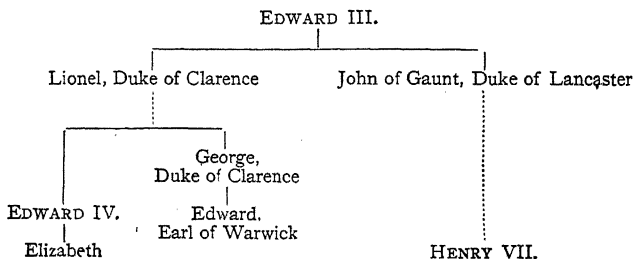 EDWARD III.
Lionel, Duke of Clarence
John of Gaunt, Duke of Lancaster
George,
Duke of Clarence
EDWARD IV.
Edward,
Earl of Warwick
Elizabeth
HENRY VII.